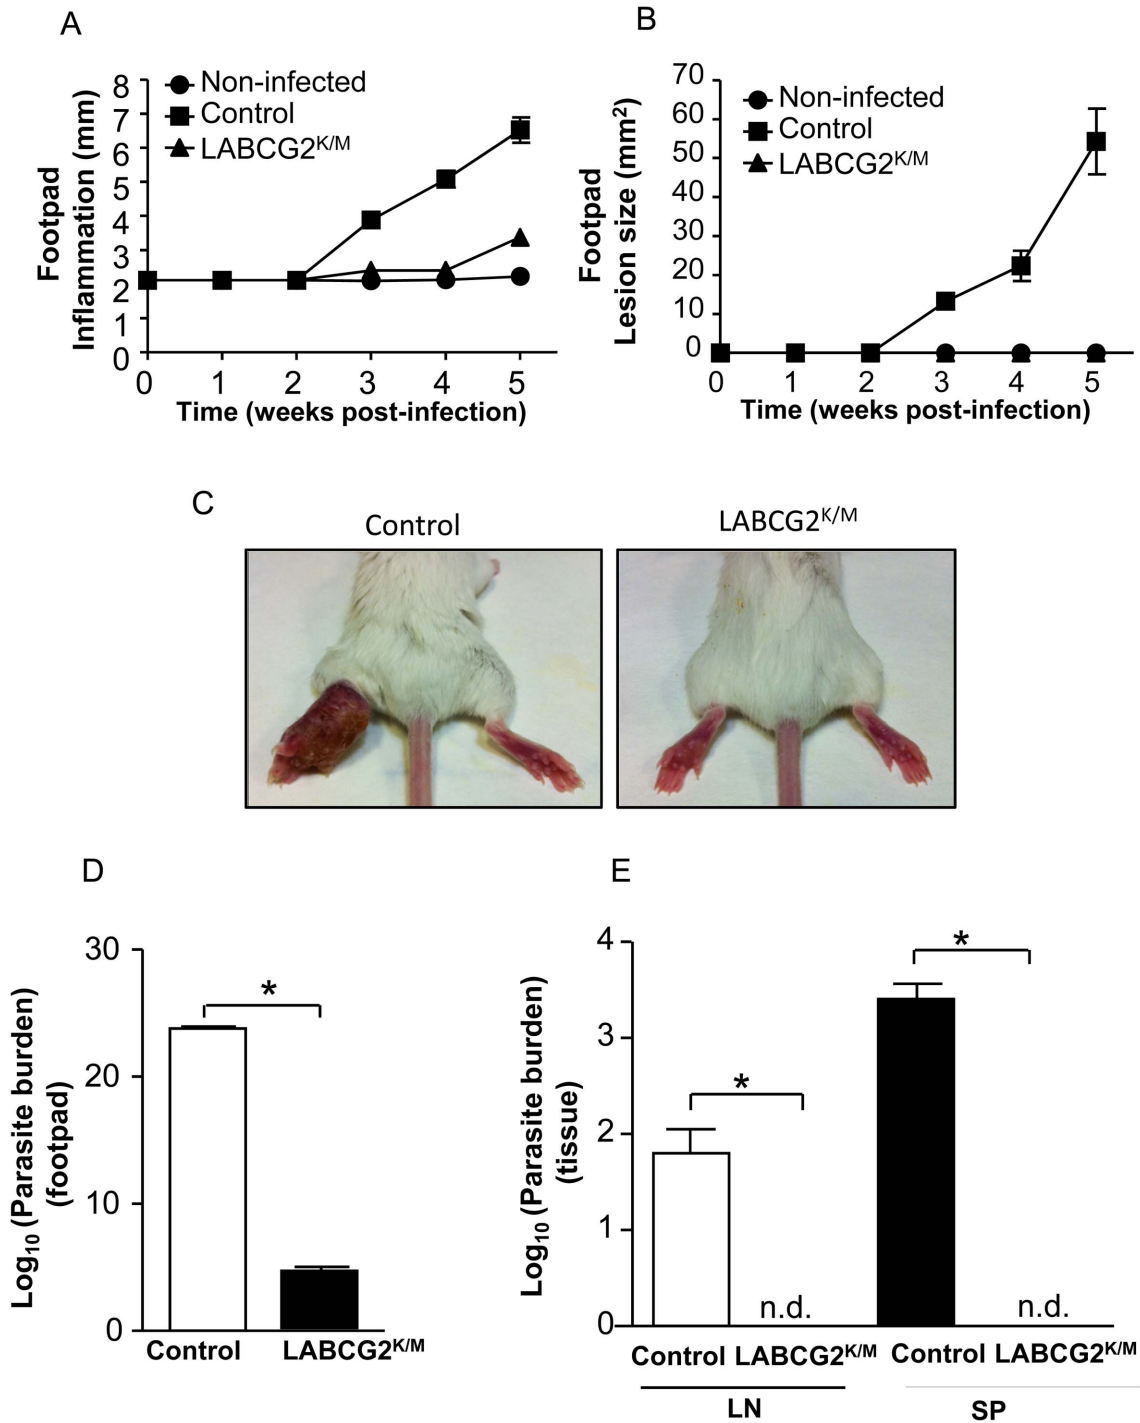 A
Footpad
Inflammation (mm)
8
7
6
5
4
3
2
1
0
Non-infected
Control
LABCG2K/M
0 1 2 3 4 5
Time (weeks post-infection)
B
Footpad
Lesion size (mm2)
70
60
50
40
30
20
10
0
Non-infected
Control
LABCG2K/M
0 1 2 3 4 5
Time (weeks post-infection)
C
Control
LABCG2K/M
D
Log10 (Parasite burden)
(footpad)
30
20
10
0
*
Control LABCG2K/M
E
Log10 (Parasite burden)
(tissue)
4
3
2
1
0
*
*
n.d.
n.d.
Control LABCG2K/M Control LABCG2K/M
LN SP